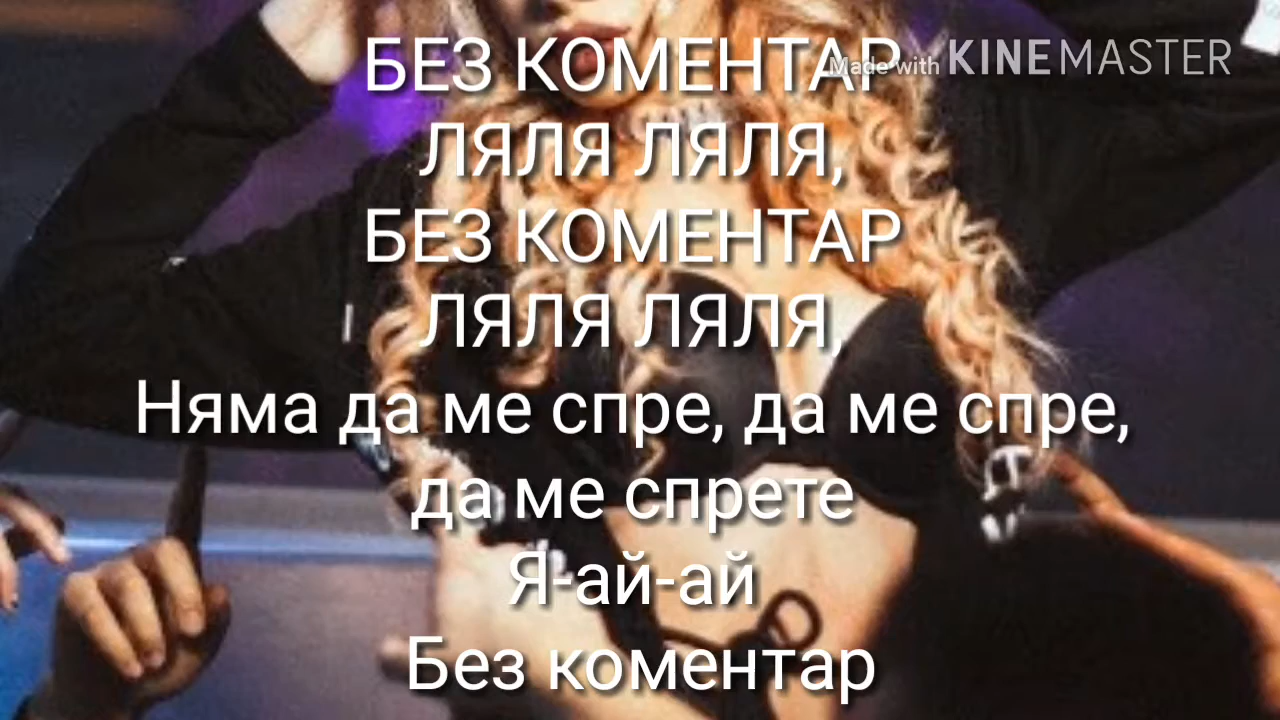 Made with KINEMASTER
БЕЗ КОМЕНТАР
ЛЯЛЯ ЛЯЛЯ,
БЕЗ КОМЕНТАР
ЛЯЛЯ ЛЯЛЯ,
Няма да ме спре, да ме спре,
да ме спрете
Я-ай-ай
Без коментар